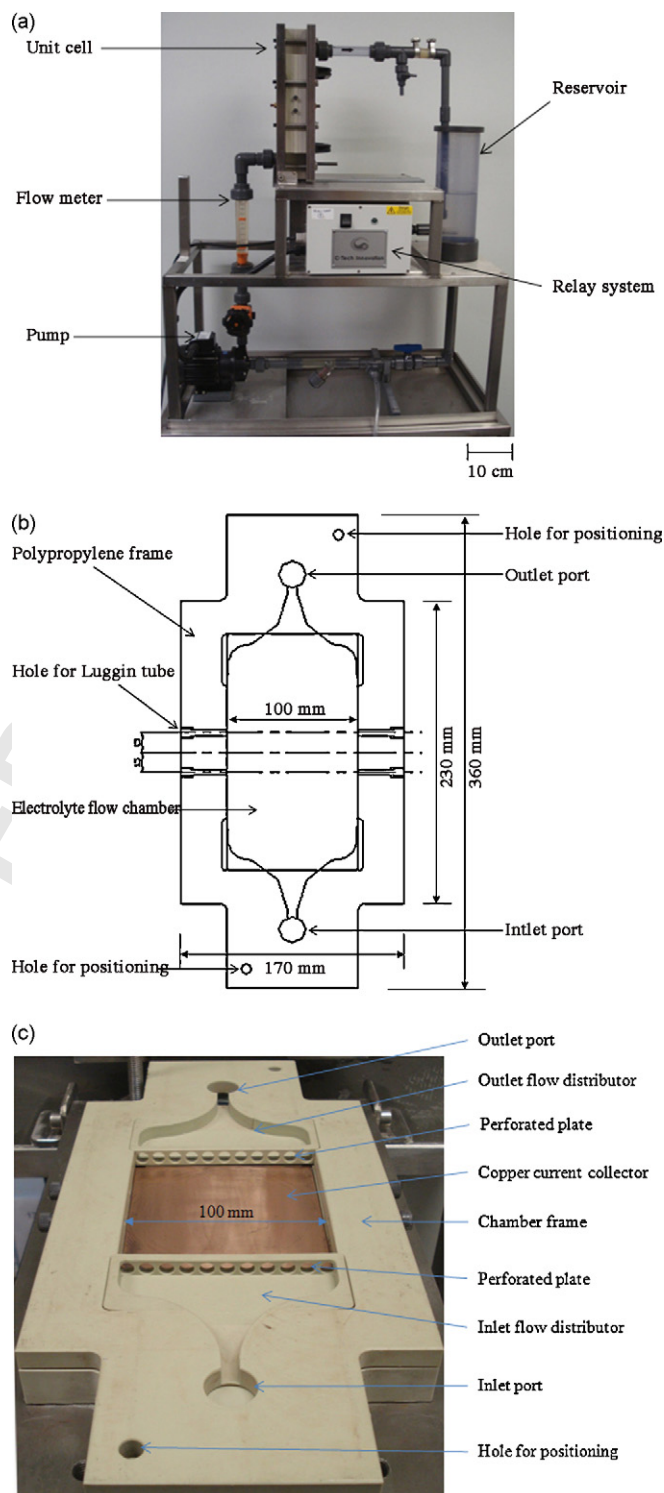 (a)
Unit cell
Reservoir
Flow meter
C-Tech Innovation
Relay system
Pump
10 cm
(b)
Hole for positioning
Polypropylene frame
Outlet port
Hole for Luggin tube
100 mm
230 mm
360 mm
Electrolyte flow chamber
Intlet port
Hole for positioning
170 mm
(c)
Outlet port
Outlet flow distributor
Perforated plate
Copper current collector
100 mm
Chamber frame
Perforated plate
Inlet flow distributor
Inlet port
Hole for positioning